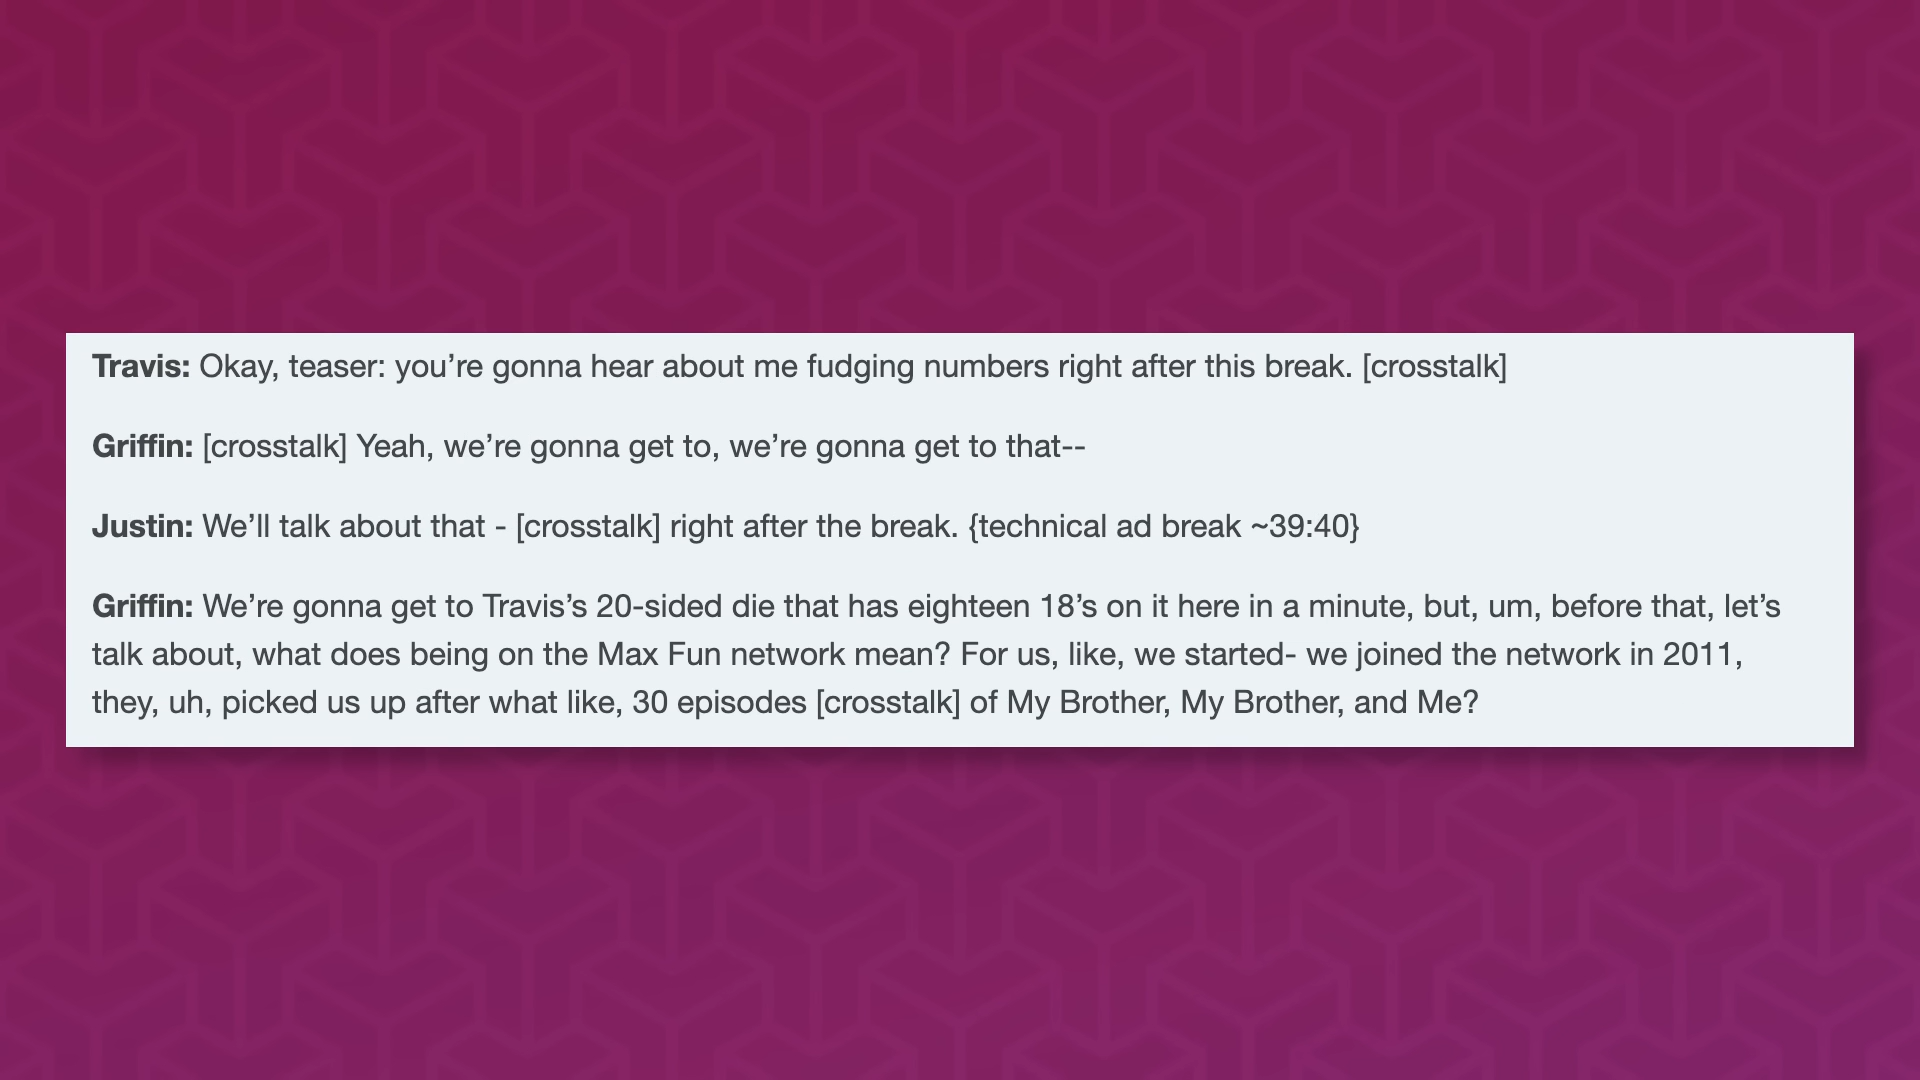 Travis: Okay, teaser: you’re gonna hear about me fudging numbers right after this break. [crosstalk]
Griffin: [crosstalk] Yeah, we’re gonna get to, we’re gonna get to that--
Justin: We’ll talk about that - [crosstalk] right after the break. {technical ad break ~39:40}
Griffin: We’re gonna get to Travis’s 20-sided die that has eighteen 18’s on it here in a minute, but, um, before that, let’s
talk about, what does being on the Max Fun network mean? For us, like, we started- we joined the network in 2011,
they, uh, picked us up after what like, 30 episodes [crosstalk] of My Brother, My Brother, and Me?